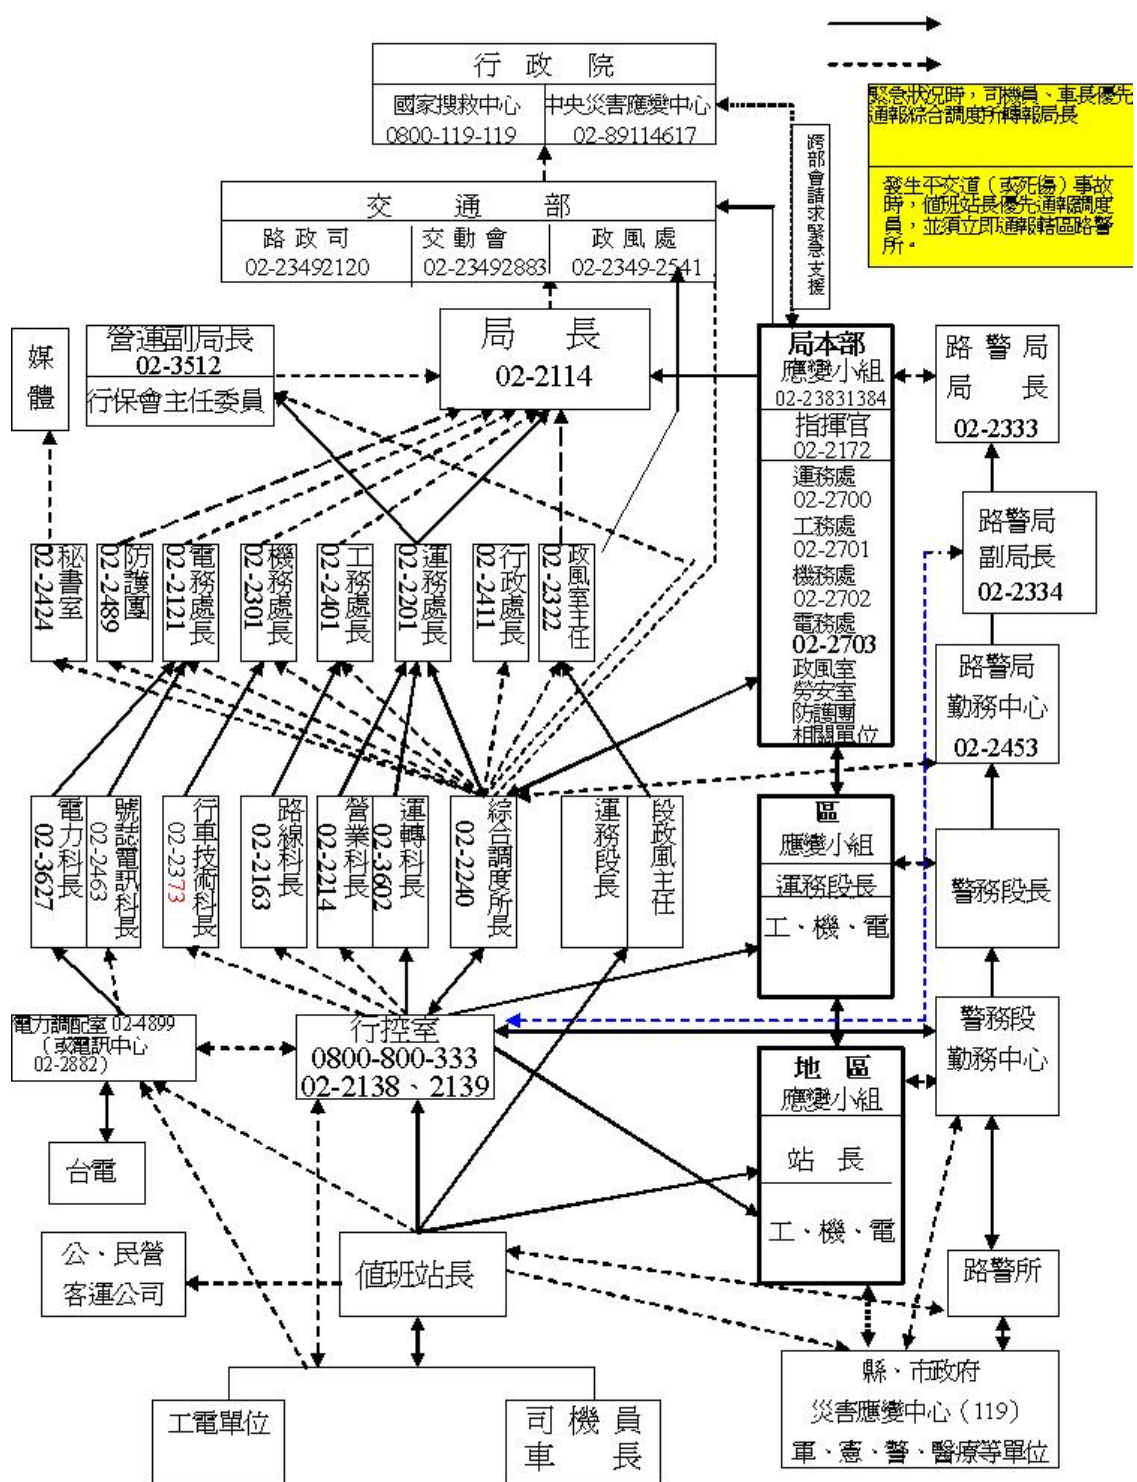 行 政 院
國家搜救中心
0800-119-119
中央災害應變中心
02-89114617
緊急狀況時，司機員、車長優先
通報綜合調度所轉報局長
發生平交道（或死傷）事故
時，值班站長優先通報調度
員，並須立即通報轄區路警
所。
跨部會請求緊急支援
交 通 部
路政司
02-23492120
交動會
02-23492883
政風處
02-2349-2541
媒
體
營運副局長
02-3512
行保會主任委員
局 長
02-2114
局本部
應變小組
02-23831384
指揮官
02-2172
運務處
02-2700
工務處
02-2701
機務處
02-2702
電務處
02-2703
政風室
勞安室
防護團
相關單位
路 警 局
局 長
02-2333
路警局
副局長
02-2334
路警局
勤務中心
02-2453
秘書室
02-2424
防護團
02-2489
電務處長
02-2121
機務處長
02-2301
工務處長
02-2401
運務處長
02-2201
行政處長
02-2411
政風室主任
02-2322
電力科長
02-3627
號誌電訊科長
02-2463
行車技術科長
02-2373
路線科長
02-2163
營業科長
02-2214
運轉科長
02-3602
綜合調度所長
02-2240
運務段長
段政風主任
區
應變小組
運務段長
工、機、電
警務段長
電力調配室 02-4899
（或電訊中心
02-2882）
行控室
0800-800-333
02-2138、2139
警務段
勤務中心
地 區
應變小組
站 長
工、機、電
台電
公、民營
客運公司
值班站長
路警所
工電單位
司 機 員
車 長
縣、市政府
災害應變中心（119）
軍、憲、警、醫療等單位